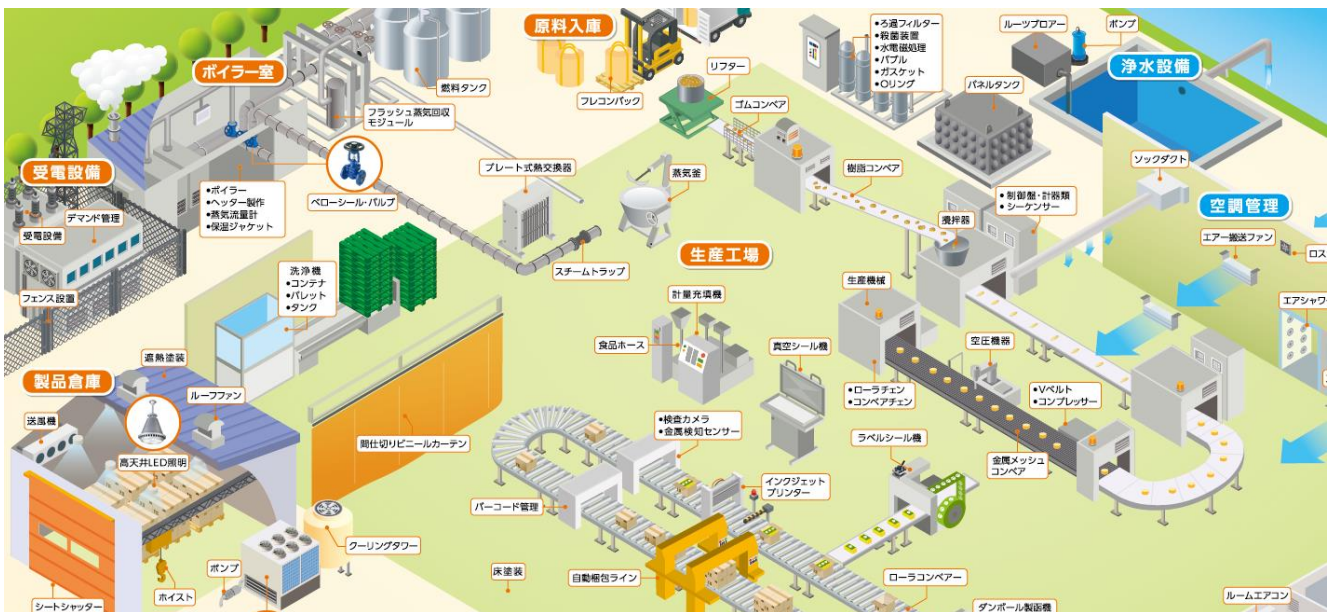 原料入庫
ボイラー室
燃料タンク
フレコンパック
リフター
ゴムコンベア
●ろ過フィルター
●殺菌装置
●水電磁処理
●バブル
●ガスケット
●Oリング
ルーツブロアー
ポンプ
浄水設備
パネルタンク
フラッシュ蒸気回収
モジュール
受電設備
デマンド管理
受電設備
フェンス設置
●ボイラー
●ヘッダー製作
●蒸気流量計
●保温ジャケット
ベローシール・バルブ
プレート式熱交換器
蒸気釜
樹脂コンベア
ソックダクト
●制御盤・計器類
●シーケンサー
攪拌器
空調管理
エアー搬送ファン
ロス
スチームトラップ
生産工場
洗浄機
●コンテナ
●パレット
●タンク
計量充填機
食品ホース
真空シール機
生産機械
空圧機器
エアシャワ
遮熱塗装
製品倉庫
ルーフファン
送風機
高天井LED照明
間仕切りビニールカーテン
●ローラチェン
●コンベアチェン
●Vベルト
●コンプレッサー
●検査カメラ
●金属検知センサー
ラベルシール機
金属メッシュ
コンベア
バーコード管理
インクジェット
プリンター
クーリングタワー
ポンプ
ホイスト
シートシャッター
床塗装
自動梱包ライン
ローラコンベアー
ダンボール製函機
ルームエアコン